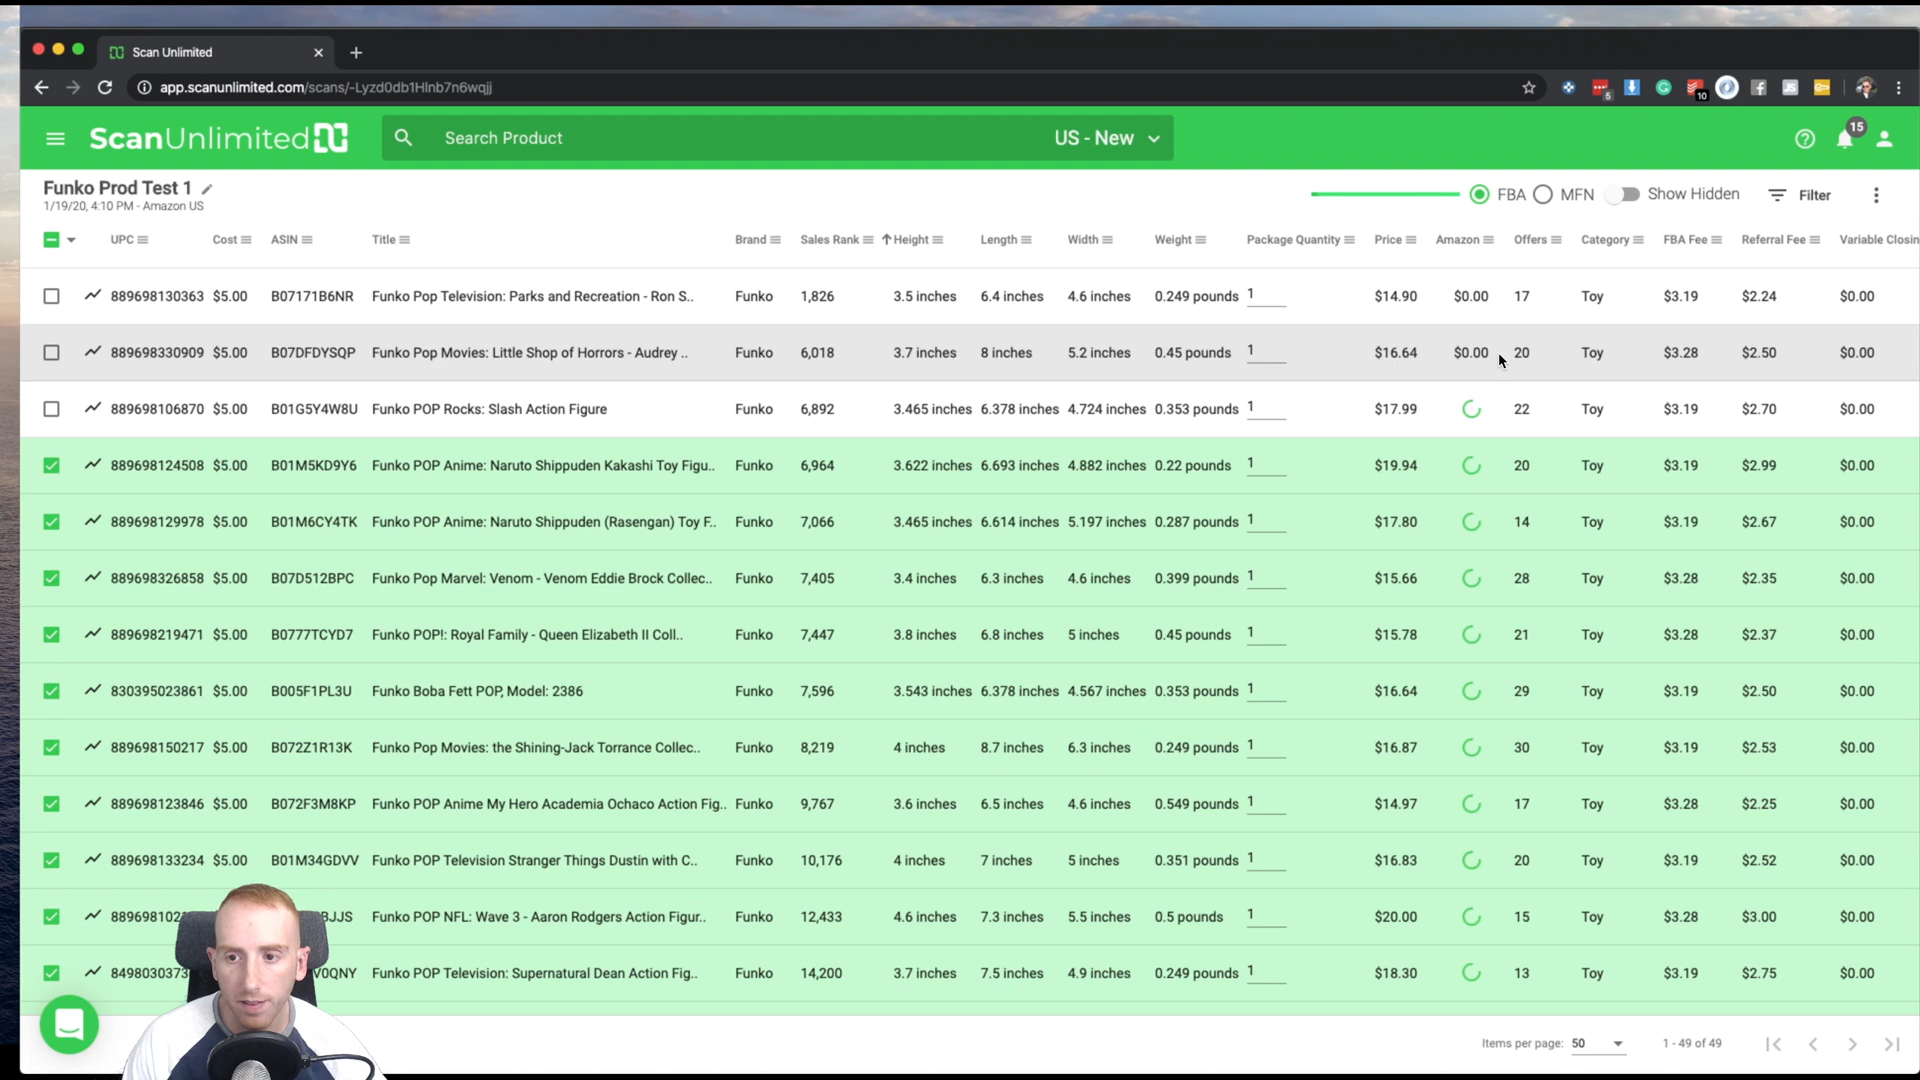 Scan Unlimited
app.scanunlimited.com/scans/-Lyzd0db1Hlnb7n6wqjj
5
10
ScanUnlimited
Search Product
US - New
15
Funko Prod Test 1
1/19/20, 4:10 PM - Amazon US
FBA MFN Show Hidden Filter
UPC Cost ASIN Title Brand Sales Rank Height Length Width Weight Package Quantity Price Amazon Offers Category FBA Fee Referral Fee Variable Closin
889698130363 $5.00 B07171B6NR Funko Pop Television: Parks and Recreation - Ron S.. Funko 1,826 3.5 inches 6.4 inches 4.6 inches 0.249 pounds 1 $14.90 $0.00 17 Toy $3.19 $2.24 $0.00
889698330909 $5.00 B07DFDYSQP Funko Pop Movies: Little Shop of Horrors - Audrey .. Funko 6,018 3.7 inches 8 inches 5.2 inches 0.45 pounds 1 $16.64 $0.00 20 Toy $3.28 $2.50 $0.00
889698106870 $5.00 B01G5Y4W8U Funko POP Rocks: Slash Action Figure Funko 6,892 3.465 inches 6.378 inches 4.724 inches 0.353 pounds 1 $17.99 22 Toy $3.19 $2.70 $0.00
889698124508 $5.00 B01M5KD9Y6 Funko POP Anime: Naruto Shippuden Kakashi Toy Figu.. Funko 6,964 3.622 inches 6.693 inches 4.882 inches 0.22 pounds 1 $19.94 20 Toy $3.19 $2.99 $0.00
889698129978 $5.00 B01M6CY4TK Funko POP Anime: Naruto Shippuden (Rasengan) Toy F.. Funko 7,066 3.465 inches 6.614 inches 5.197 inches 0.287 pounds 1 $17.80 14 Toy $3.19 $2.67 $0.00
889698326858 $5.00 B07D512BPC Funko Pop Marvel: Venom - Venom Eddie Brock Collec.. Funko 7,405 3.4 inches 6.3 inches 4.6 inches 0.399 pounds 1 $15.66 28 Toy $3.28 $2.35 $0.00
889698219471 $5.00 B0777TCYD7 Funko POP!: Royal Family - Queen Elizabeth II Coll.. Funko 7,447 3.8 inches 6.8 inches 5 inches 0.45 pounds 1 $15.78 21 Toy $3.28 $2.37 $0.00
830395023861 $5.00 B005F1PL3U Funko Boba Fett POP, Model: 2386 Funko 7,596 3.543 inches 6.378 inches 4.567 inches 0.353 pounds 1 $16.64 29 Toy $3.19 $2.50 $0.00
889698150217 $5.00 B072Z1R13K Funko Pop Movies: the Shining-Jack Torrance Collec.. Funko 8,219 4 inches 8.7 inches 6.3 inches 0.249 pounds 1 $16.87 30 Toy $3.19 $2.53 $0.00
889698123846 $5.00 B072F3M8KP Funko POP Anime My Hero Academia Ochaco Action Fig.. Funko 9,767 3.6 inches 6.5 inches 4.6 inches 0.549 pounds 1 $14.97 17 Toy $3.28 $2.25 $0.00
889698133234 $5.00 B01M34GDVV Funko POP Television Stranger Things Dustin with C.. Funko 10,176 4 inches 7 inches 5 inches 0.351 pounds 1 $16.83 20 Toy $3.19 $2.52 $0.00
88969810 BJJS Funko POP NFL: Wave 3 - Aaron Rodgers Action Figur.. Funko 12,433 4.6 inches 7.3 inches 5.5 inches 0.5 pounds 1 $20.00 15 Toy $3.28 $3.00 $0.00
849803037 V0QNY Funko POP Television: Supernatural Dean Action Fig.. Funko 14,200 3.7 inches 7.5 inches 4.9 inches 0.249 pounds 1 $18.30 13 Toy $3.19 $2.75 $0.00
Items per page: 50 1 - 49 of 49